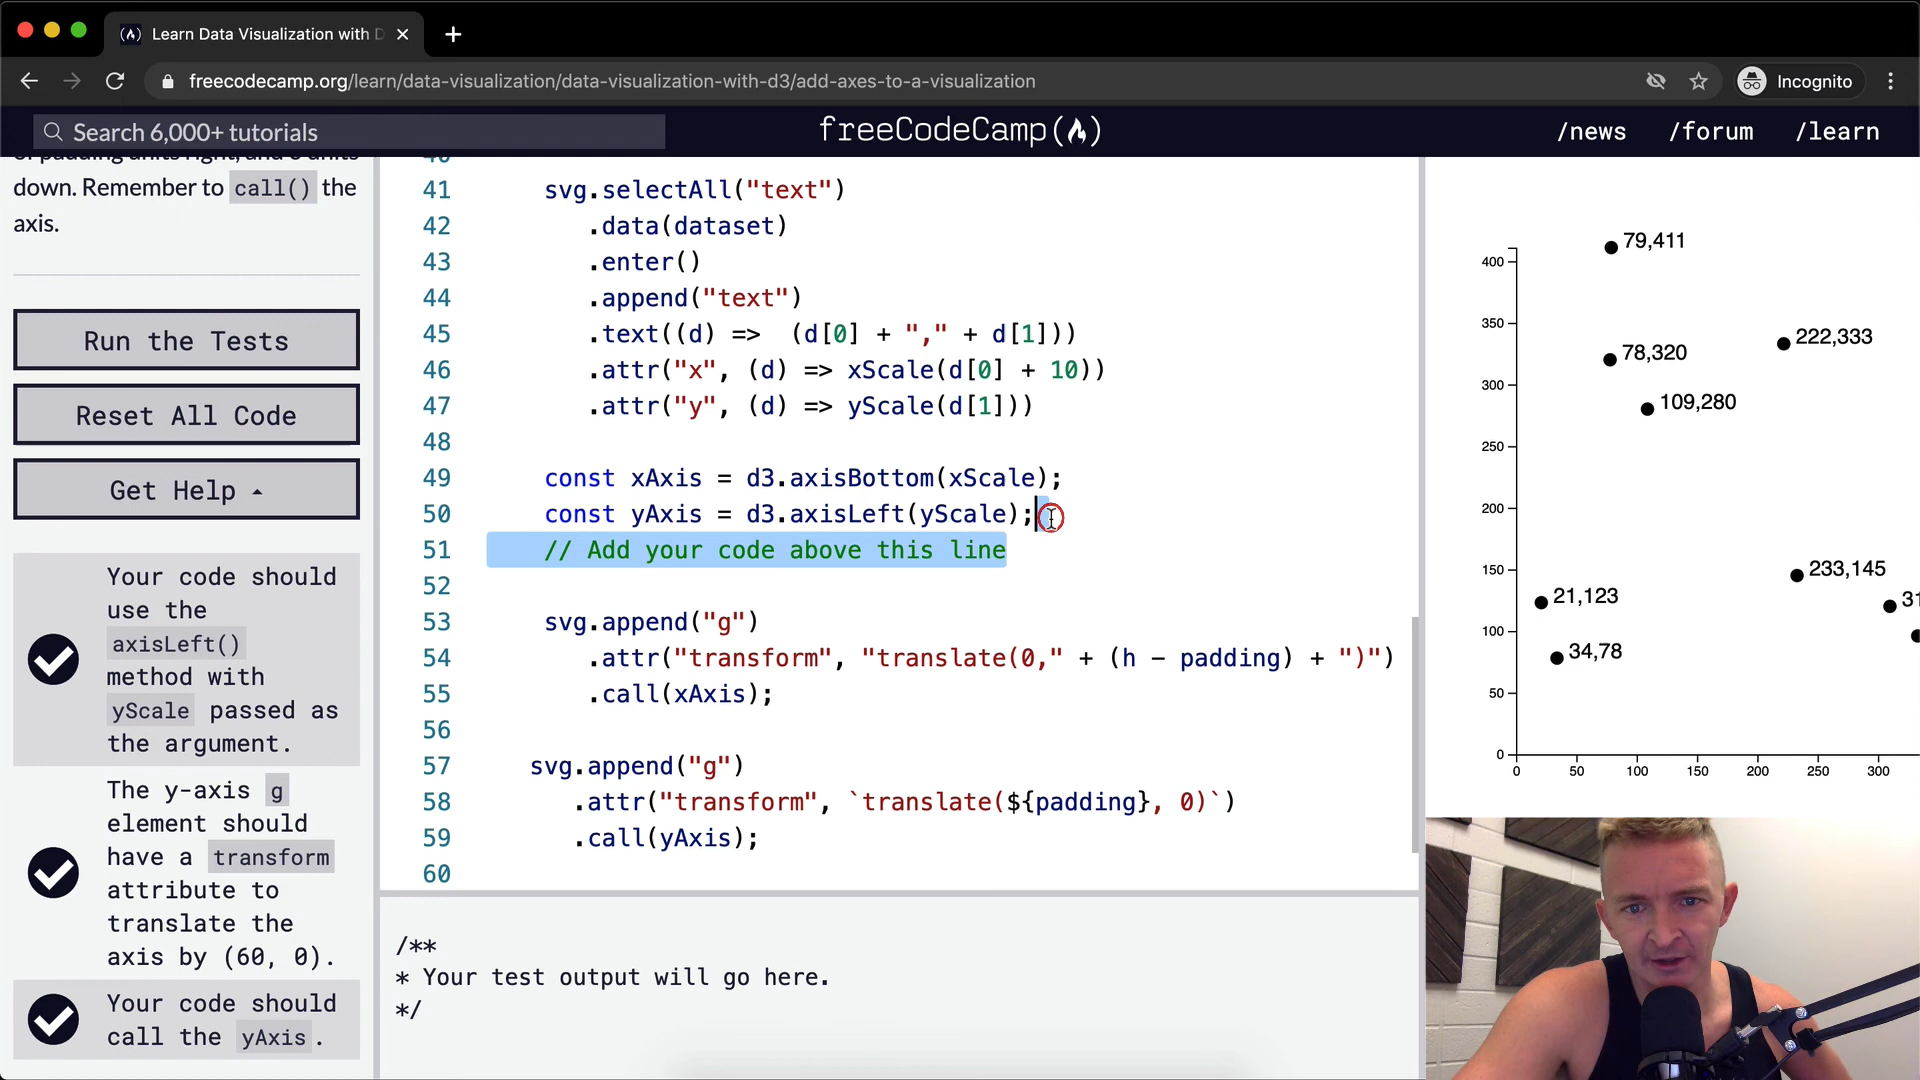 Learn Data Visualization with D
freecodecamp.org/learn/data-visualization/data-visualization-with-d3/add-axes-to-a-visualization
Incognito
Search 6,000+ tutorials
freeCodeCamp(🔥)
/news /forum /learn
down. Remember to call() the
axis.
Run the Tests
Reset All Code
Get Help
Your code should
use the
axisLeft()
method with
yScale passed as
the argument.
The y-axis g
element should
have a transform
attribute to
translate the
axis by (60, 0).
Your code should
call the yAxis.
41 svg.selectAll("text")
42 .data(dataset)
43 .enter()
44 .append("text")
45 .text((d) =>  (d[0] + "," + d[1]))
46 .attr("x", (d) => xScale(d[0] + 10))
47 .attr("y", (d) => yScale(d[1]))
48
49 const xAxis = d3.axisBottom(xScale);
50 const yAxis = d3.axisLeft(yScale);
51 // Add your code above this line
52
53 svg.append("g")
54 .attr("transform", "translate(0," + (h - padding) + ")")
55 .call(xAxis);
56
57 svg.append("g")
58 .attr("transform", `translate(${padding}, 0)`)
59 .call(yAxis);
60
/**
* Your test output will go here.
*/
79,411
400
350
222,333
78,320
300
109,280
250
200
150
233,145
21,123
31
100
34,78
50
0
0 50 100 150 200 250 300